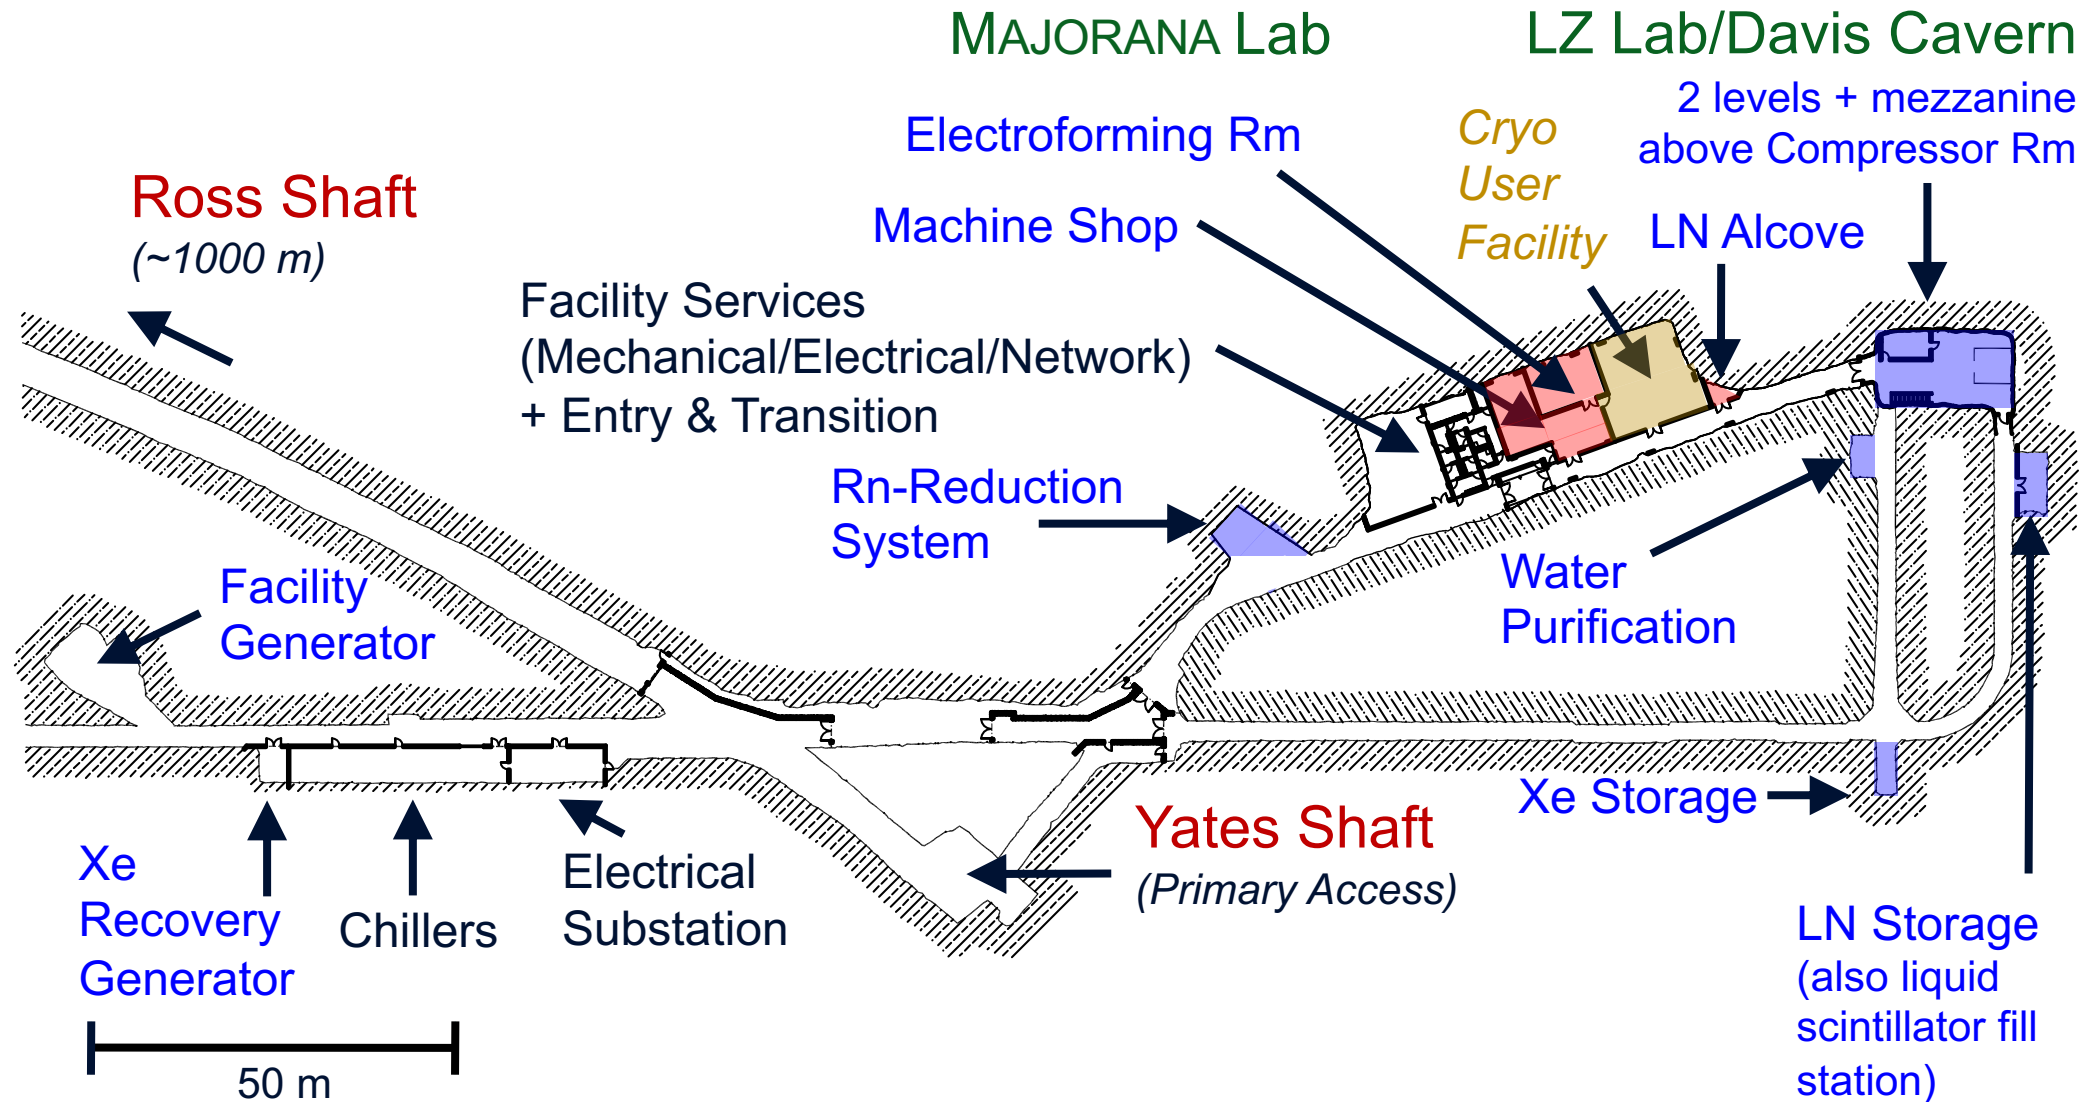 MAJORANA Lab
LZ Lab/Davis Cavern
2 levels + mezzanine
above Compressor Rm
Electroforming Rm
Cryo
User
Facility
Machine Shop
LN Alcove
Ross Shaft
(~1000 m)
Facility Services
(Mechanical/Electrical/Network)
+ Entry & Transition
Rn-Reduction
System
Water
Purification
Facility
Generator
Xe Storage
Yates Shaft
(Primary Access)
Xe
Recovery
Generator
Chillers
Electrical
Substation
LN Storage
(also liquid
scintillator fill
station)
50 m